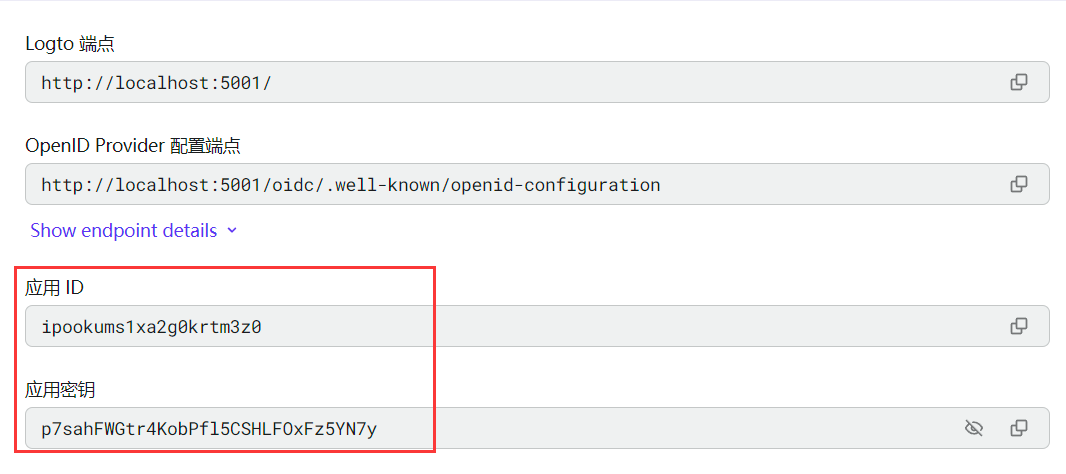 Logto 端点
http://localhost:5001/
OpenID Provider 配置端点
http://localhost:5001/oidc/.well-known/openid-configuration
Show endpoint details
应用 ID
ipookums1xa2g0krtm3z0
应用密钥
p7sahFWGtr4KobPfl5CSHLFOxFz5YN7y